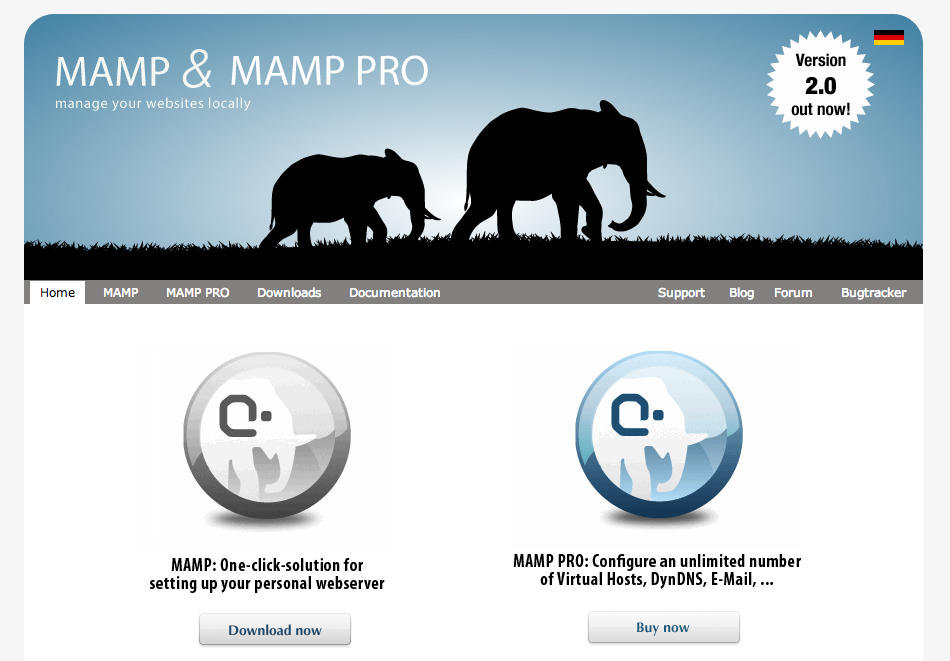 MAMP & MAMP PRO
manage your websites locally
Version
2.0
out now!
Home MAMP MAMP PRO Downloads Documentation Support Blog Forum Bugtracker
MAMP: One-click-solution for
setting up your personal webserver
Download now
MAMP PRO: Configure an unlimited number
of Virtual Hosts, DynDNS, E-Mail, ...
Buy now